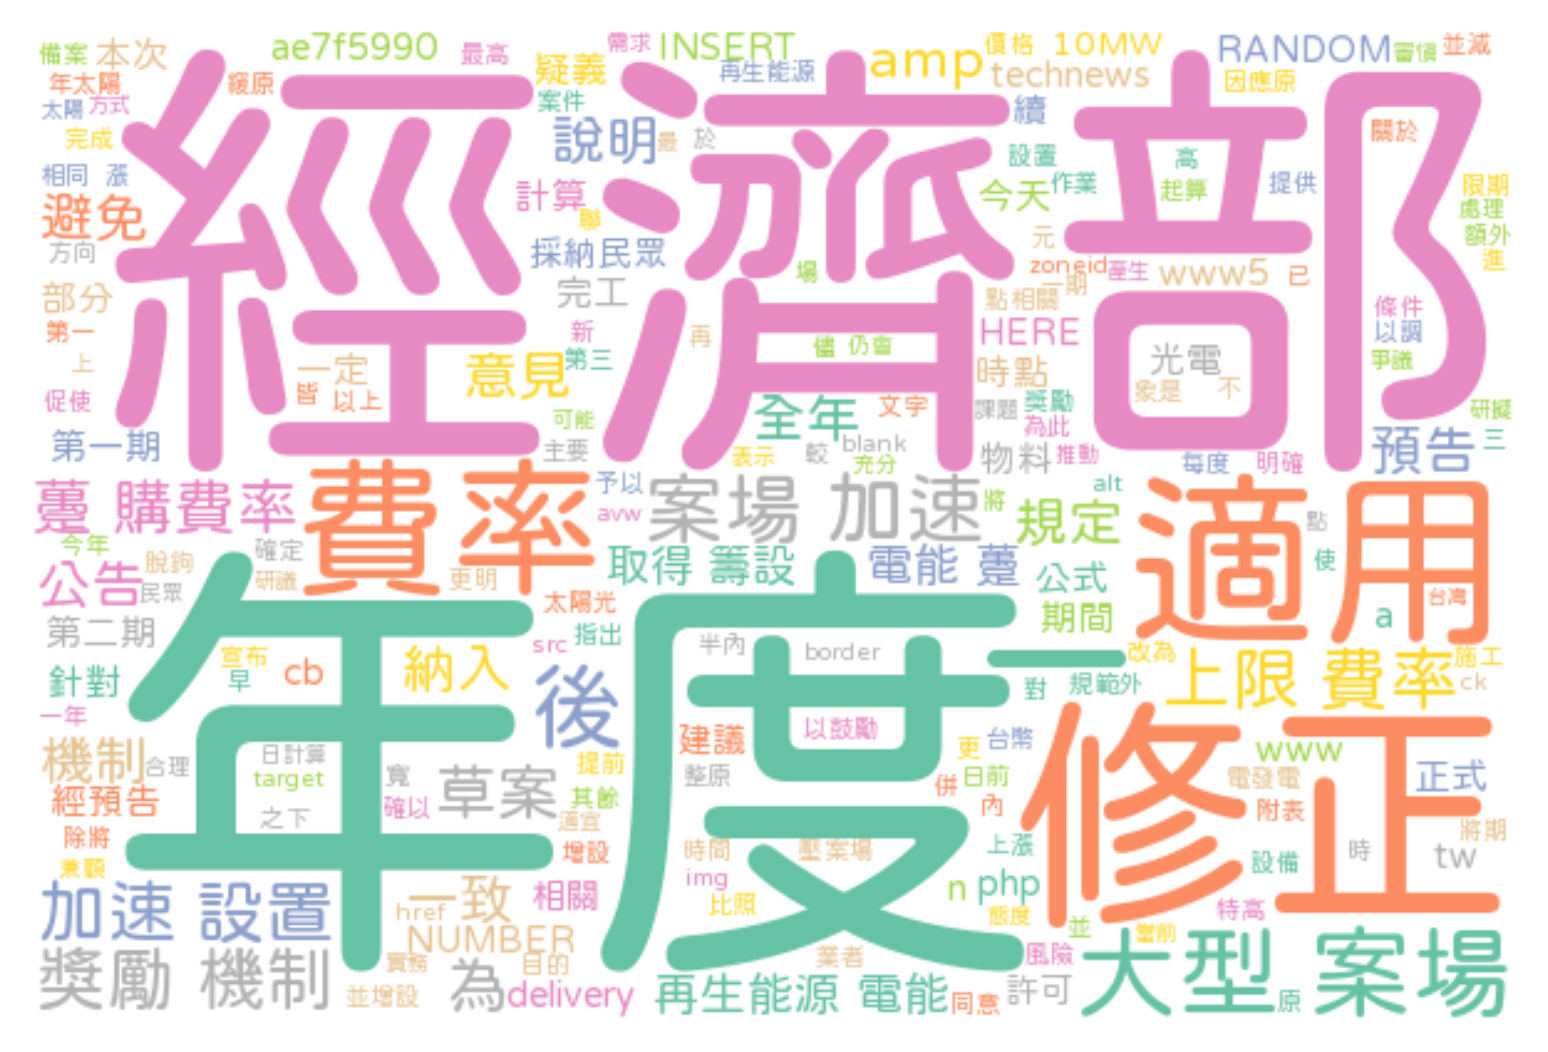 備案 本次 ae7f5990 最高 疑義 需求 INSERT amp 價格 10MW RANDOM 審慎 並減
年太陽 緩原 再生能源 technews 因應原
太陽 方式 案件 續 關於
完成 說明 最 於 設置 高
相同 漲 計算 今天 作業 起算 提供 限期
避免 聯 處理
經濟部
方向 採納民眾 元 額外
部分 完工 場 zoneid 產生 www5 已 進
一期
點相關 條件
第一 新 再 HERE 以調
上 一定 意見 第三 儘 仍會 時點 光電 爭議
促使 皆 以上 可能 全年 文字 課題 獎勵 象是 不 研擬
為此
第一期 主要 表示 較 blank 物料 推動 每度 明確 預告 三
充分
躉 購費率 費率 予以 案場 加速 將 alt 適用
avw 規定 點
今年 脫鉤 確定 取得 籌設 電能 躉 使
公告 民眾 研議 更明 公式 台灣
第二期 太陽光 期間 a
年度
指出
宣布 src 半內 border 一 改為 上限 費率 施工
針對 早 cb 納入 後 對 規範外 ck
一年 以鼓勵 修正
機制 合理 日計算 提前 建議 更 台幣 www
target 寬 草案 整原 日前 電發電 正式
經預告 確以 其餘 併 內 附表
之下 適宜
除將 增設 時間 壓案場 上漲 時 將期
兼顧 img 設備 tw
加速 設置 一致 相關 比照 n php 特高
href 態度 並 當前
NUMBER 業者 風險 大型 案場
獎勵 機制 實務 目的
並增設 為 delivery 再生能源 電能 同意 許可 原